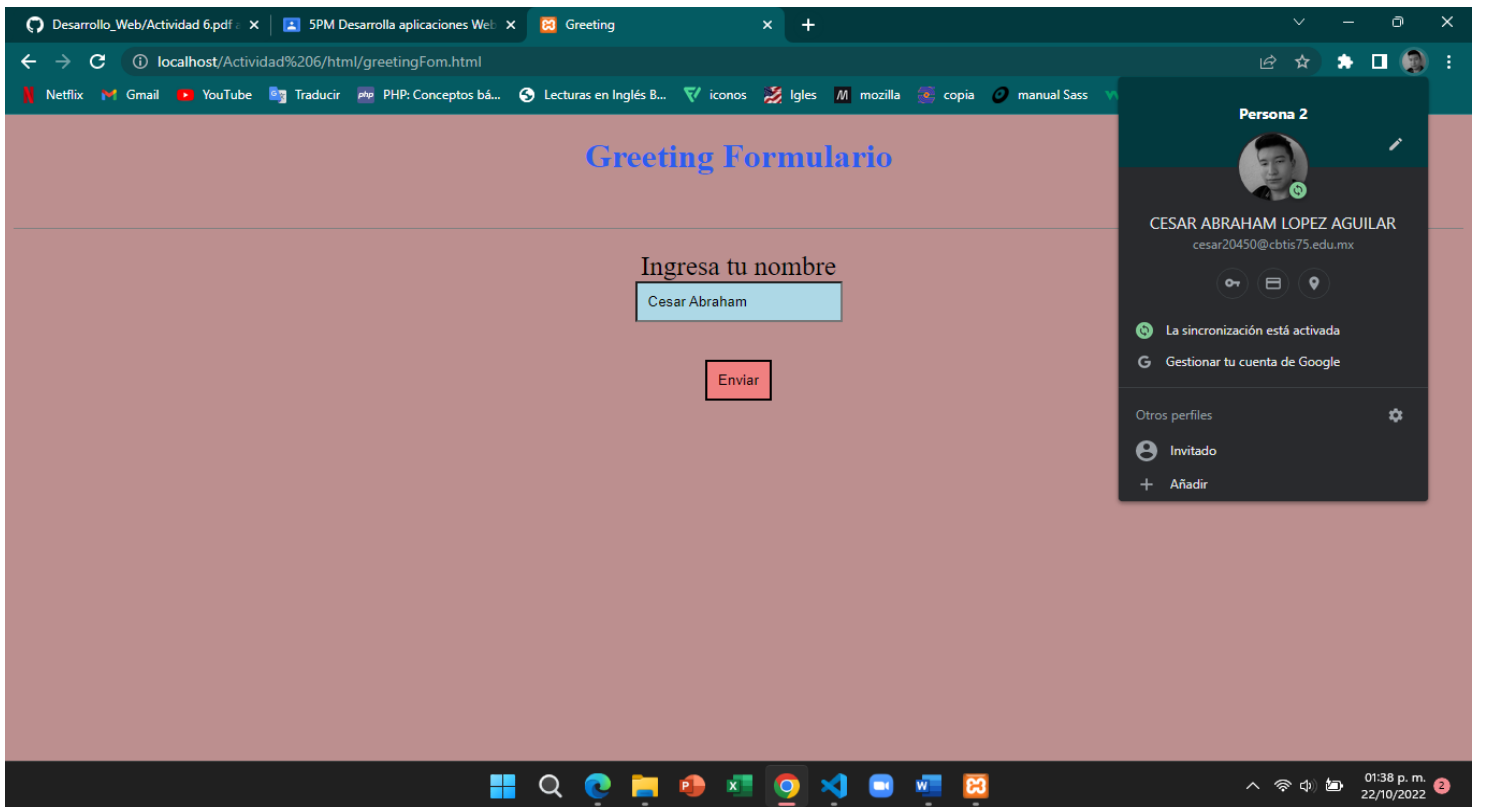 Desarrollo_Web/Actividad 6.pdf a
5PM Desarrolla aplicaciones Web
Greeting
localhost/Actividad%206/html/greetingFom.html
Netflix Gmail YouTube Traducir PHP: Conceptos bá... Lecturas en Inglés B... iconos Igles mozilla copia manual Sass
Greeting Formulario
Ingresa tu nombre
Cesar Abraham
Enviar
Persona 2
CESAR ABRAHAM LOPEZ AGUILAR
cesar20450@cbtis75.edu.mx
La sincronización está activada
G Gestionar tu cuenta de Google
Otros perfiles
Invitado
Añadir
01:38 p. m.
22/10/2022
2